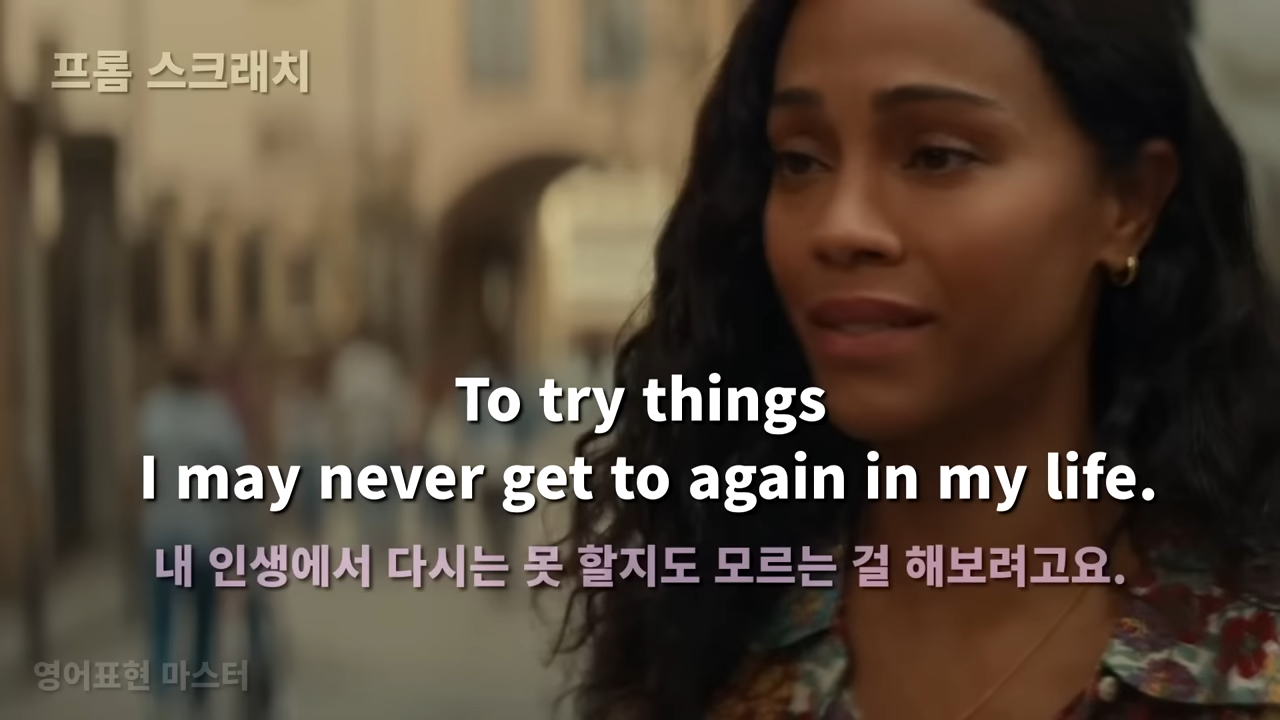 프롬 스크래치
To try things
I may never get to again in my life.
내 인생에서 다시는 못 할지도 모르는 걸 해보려고요.
영어표현 마스터